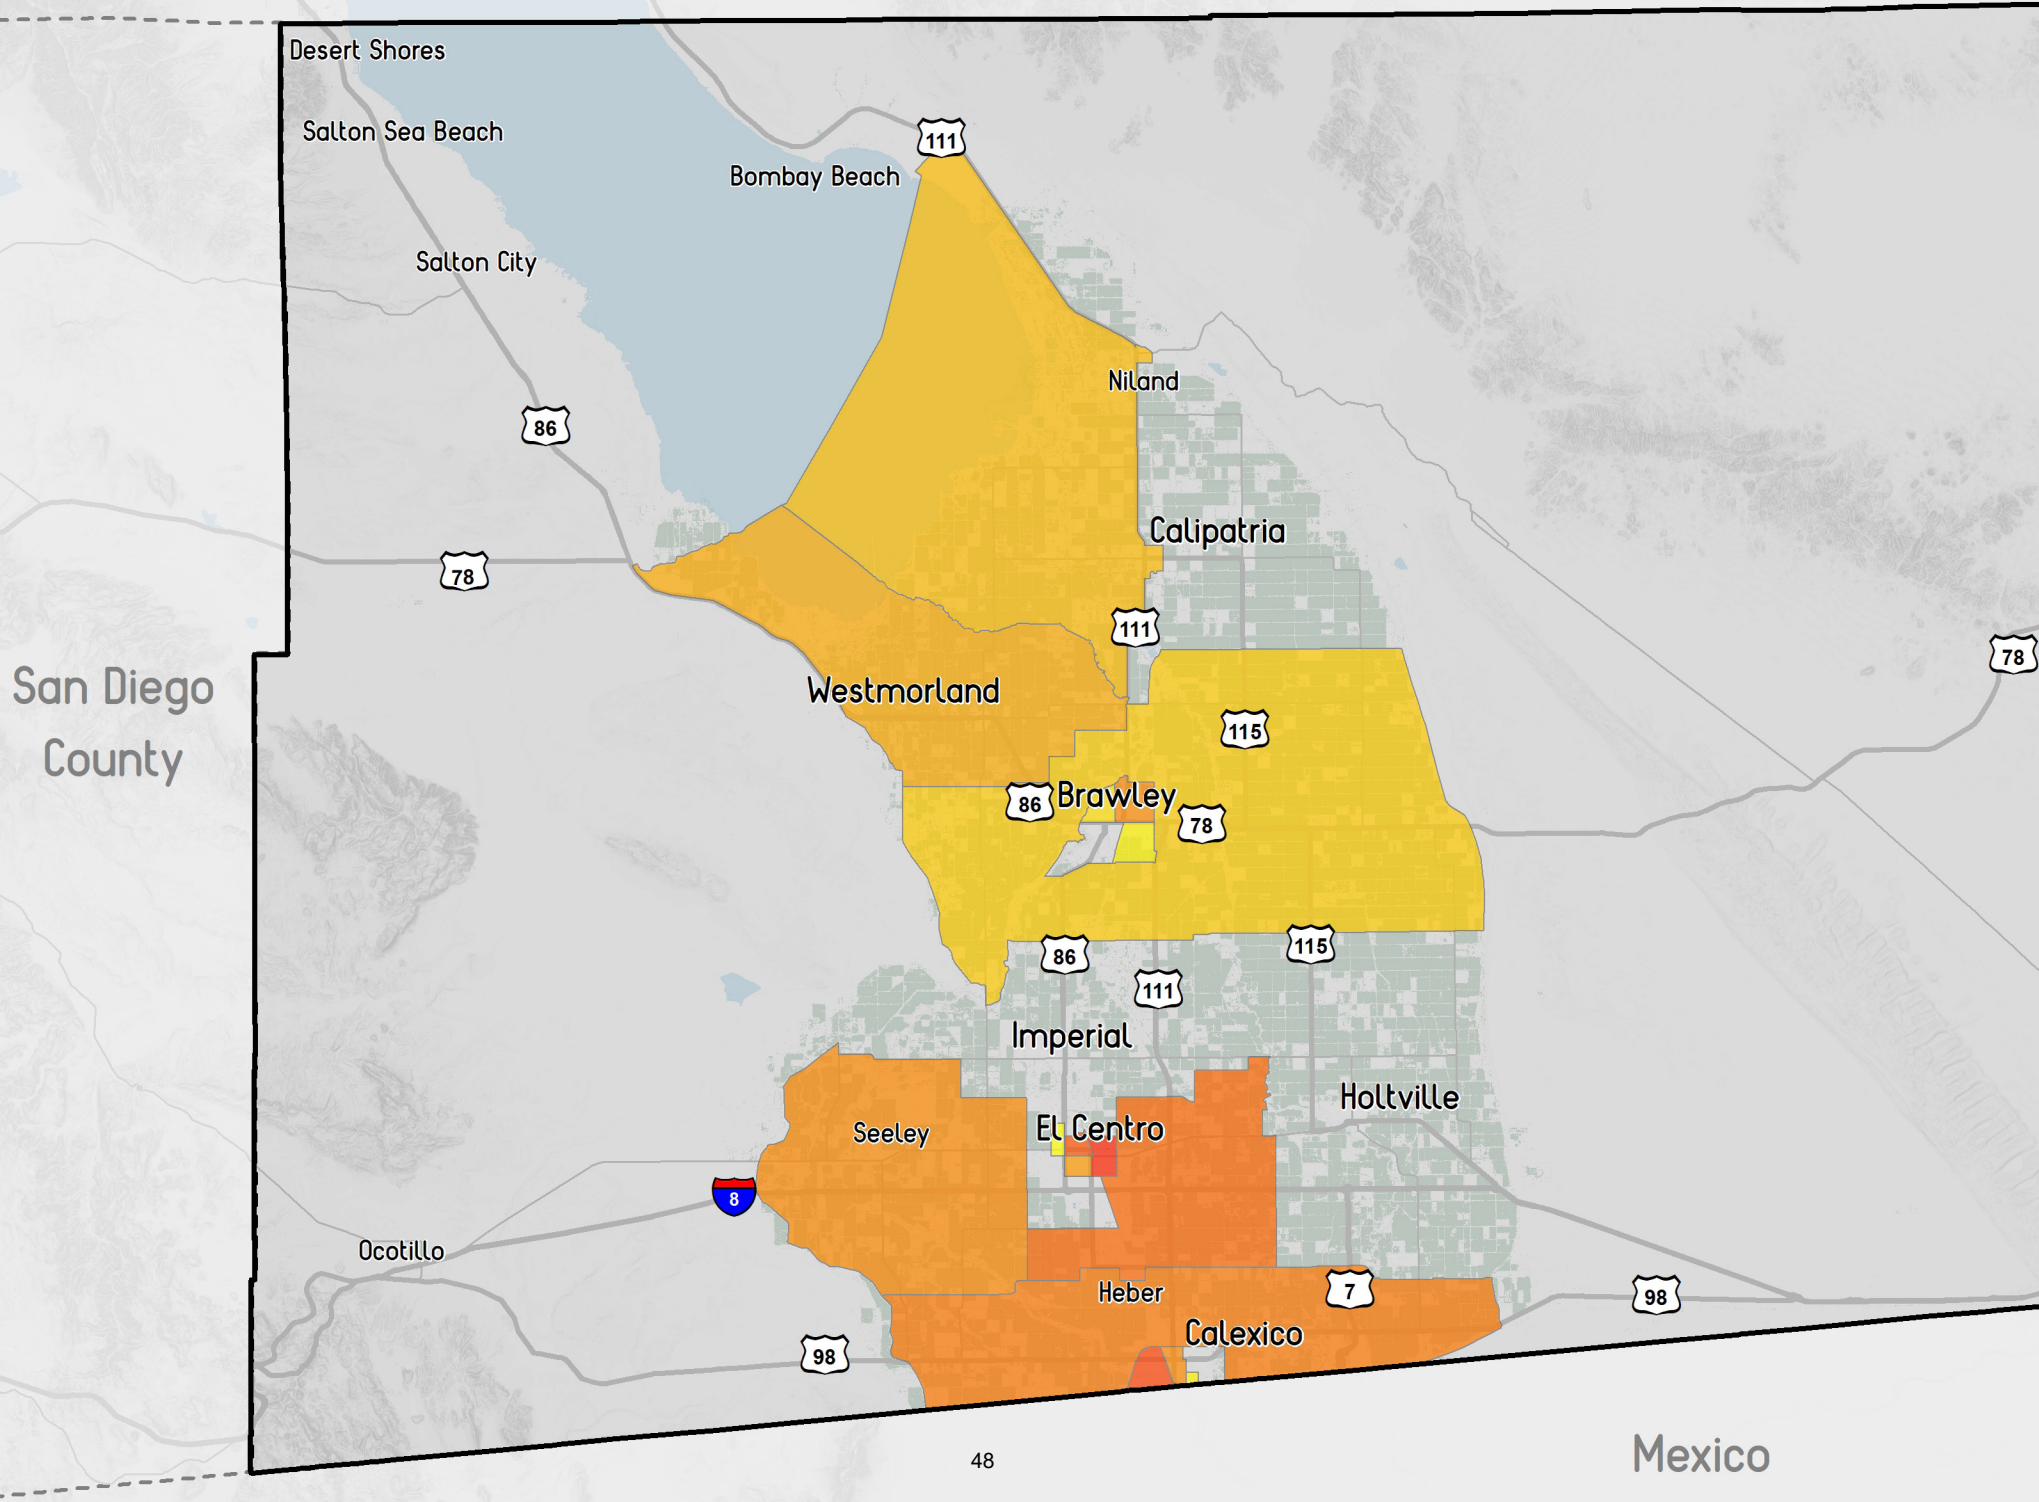 Desert Shores
Salton Sea Beach
111
Bombay Beach
Salton City
Niland
86
Calipatria
78
111
78
San Diego
County
Westmorland
115
86
Brawley
78
86
115
111
Imperial
Holtville
El Centro
Seeley
8
Ocotillo
Heber
7
98
Calexico
98
48
Mexico